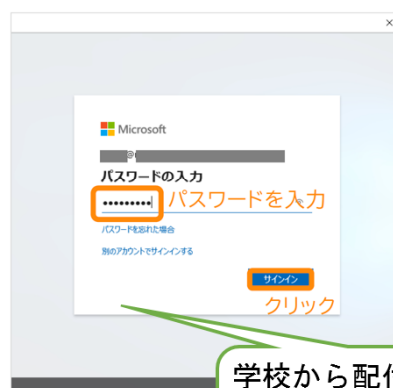 ×
Microsoft
@
パスワードの入力
•••••••••
パスワードを入力
パスワードを忘れた場合
別のアカウントでサインインする
サインイン
クリック
学校から配